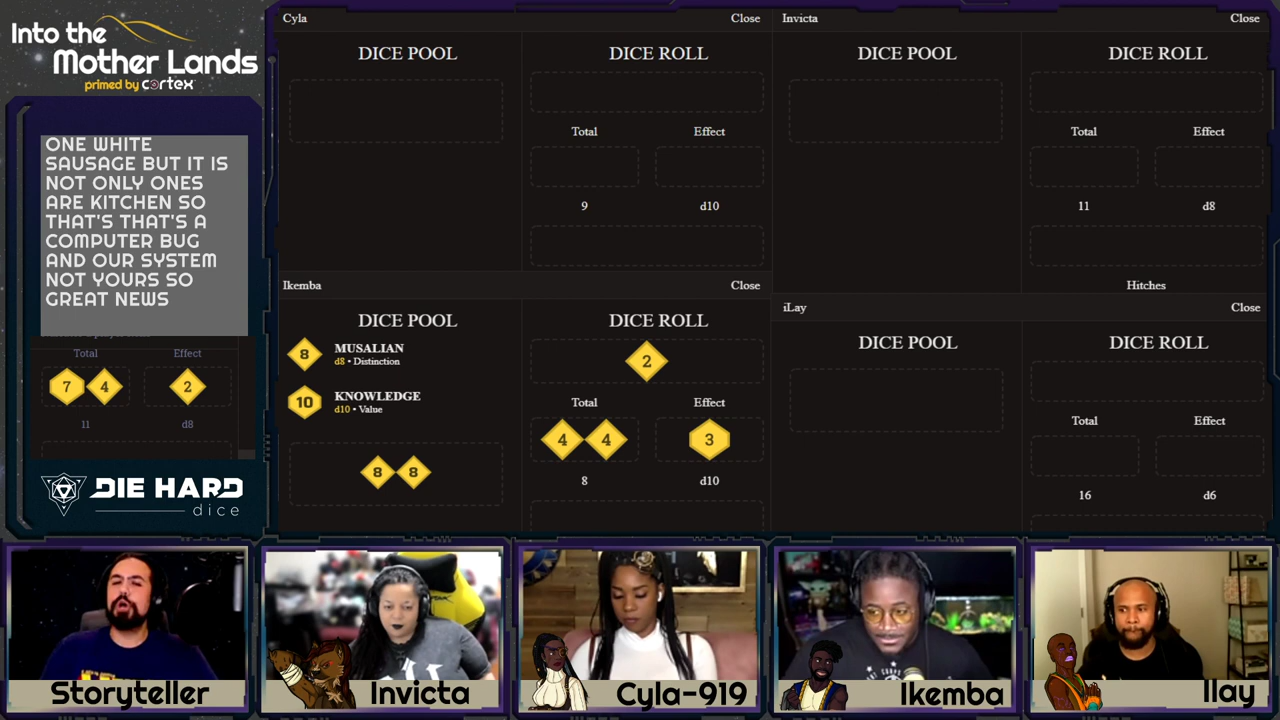 Into the
Mother Lands
primed by cortex
ONE WHITE
SAUSAGE BUT IT IS
NOT ONLY ONES
ARE KITCHEN SO
THAT'S THAT'S A
COMPUTER BUG
AND OUR SYSTEM
NOT YOURS SO
GREAT NEWS
Total Effect
7 4 2
11 d8
DIE HARD
dice
Cyla Close
DICE POOL DICE ROLL
Total Effect
9 d10
Invicta Close
DICE POOL DICE ROLL
Total Effect
11 d8
Hitches
Ikemba Close
DICE POOL DICE ROLL
8 MUSALIAN
d8 • Distinction
2
10 KNOWLEDGE
d10 • Value
Total Effect
4 4 3
8 8
8 d10
iLay Close
DICE POOL DICE ROLL
Total Effect
16 d6
Storyteller
Invicta
Cyla-919
Ikemba
Ilay